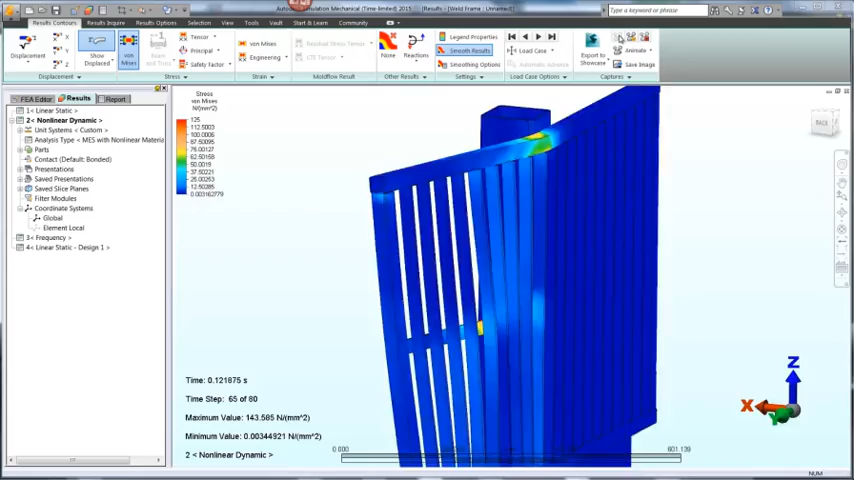 Simulation Mechanical (Time-limited) 2015 - [Results - Weld Frame : Unnamed]
Type a keyword or phrase
Results Contours Results Inquire Results Options Selection View Tools Vault Start & Learn Community
Displacement
X
Y
Z
Show Displaced
von Mises
Beam and Truss
Tensor
Principal
Safety Factor
von Mises
Engineering
Residual Stress Tensor
CTE Tensor
None
Reactions
Legend Properties
Smooth Results
Smoothing Options
Load Case
Automatic Advance
Export to Showcase
Animate
Save Image
Displacement Stress Strain Moldflow Result Other Results Settings Load Case Options Captures
FEA Editor Results Report
1< Linear Static >
2< Nonlinear Dynamic >
Unit Systems < Custom >
Analysis Type < MES with Nonlinear Materia
Parts
Contact (Default: Bonded)
Presentations
Saved Presentations
Saved Slice Planes
Filter Modules
Coordinate Systems
Global
Element Local
3< Frequency >
4< Linear Static - Design 1 >
Stress
von Mises
N/(mm^2)
125
112.5003
100.0006
87.50095
75.00127
62.50158
50.0019
37.50221
25.00253
12.50285
0.003162779
BACK
Time: 0.121875 s
Time Step: 65 of 80
Maximum Value: 143.585 N/(mm^2)
Minimum Value: 0.00344921 N/(mm^2)
2 < Nonlinear Dynamic >
0.000
601.139
Z
X
Y
NUM